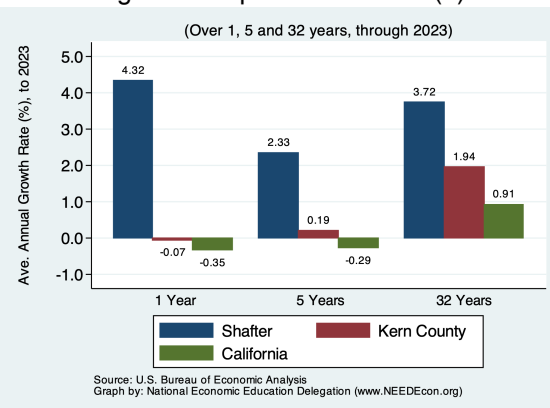 (Over 1, 5 and 32 years, through 2023)
Ave. Annual Growth Rate (%), to 2023
5.0
4.0
3.0
2.0
1.0
0.0
-1.0
4.32
-0.07
-0.35
2.33
0.19
-0.29
3.72
1.94
0.91
1 Year
5 Years
32 Years
Shafter
Kern County
California
Source: U.S. Bureau of Economic Analysis
Graph by: National Economic Education Delegation (www.NEEDEcon.org)